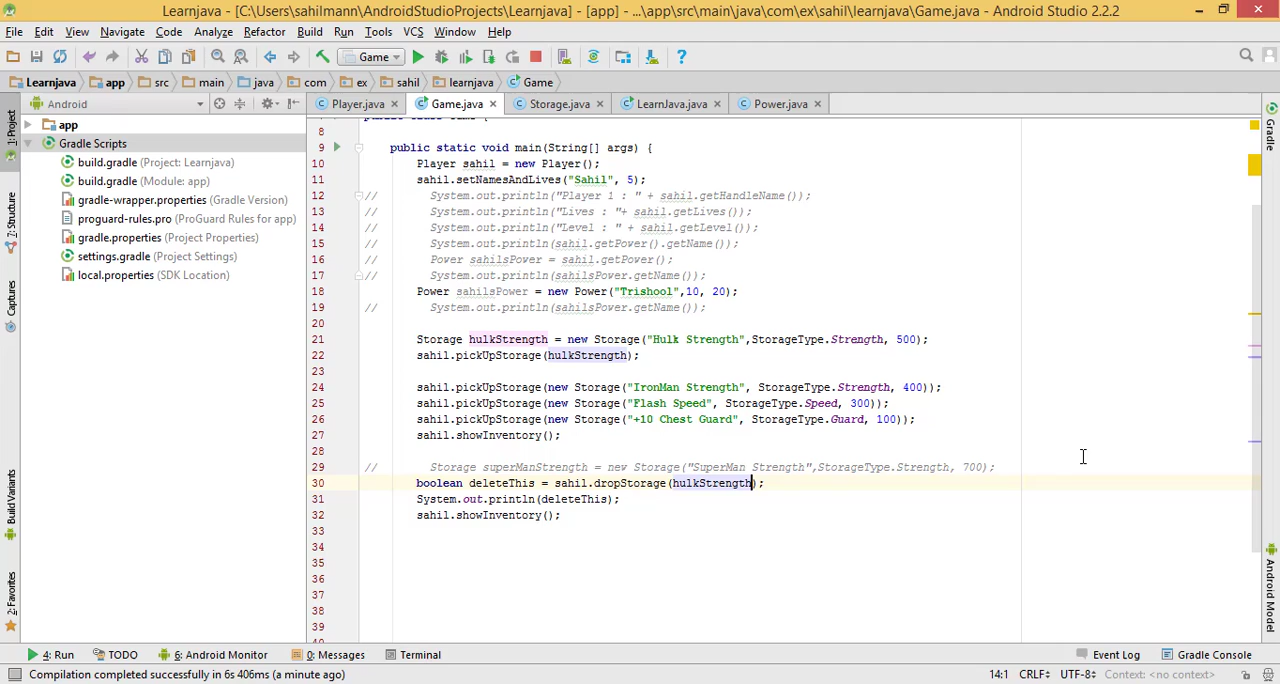 Learnjava - [C:\Users\sahilmann\AndroidStudioProjects\Learnjava] - [app] - ...\app\src\main\java\com\ex\sahil\learnjava\Game.java - Android Studio 2.2.2
File Edit View Navigate Code Analyze Refactor Build Run Tools VCS Window Help
Game
Learnjava app src main java com ex sahil learnjava Game
Android
Player.java Game.java Storage.java LearnJava.java Power.java
app
Gradle Scripts
build.gradle (Project: Learnjava)
build.gradle (Module: app)
gradle-wrapper.properties (Gradle Version)
proguard-rules.pro (ProGuard Rules for app)
gradle.properties (Project Properties)
settings.gradle (Project Settings)
local.properties (SDK Location)
1: Project
7: Structure
Captures
Build Variants
2: Favorites
8
9 public static void main(String[] args) {
10 Player sahil = new Player();
11 sahil.setNamesAndLives("Sahil", 5);
12 // System.out.println("Player 1 : " + sahil.getHandleName());
13 // System.out.println("Lives : "+ sahil.getLives());
14 // System.out.println("Level : " + sahil.getLevel());
15 // System.out.println(sahil.getPower().getName());
16 // Power sahilsPower = sahil.getPower();
17 // System.out.println(sahilsPower.getName());
18 Power sahilsPower = new Power("Trishool",10, 20);
19 // System.out.println(sahilsPower.getName());
20
21 Storage hulkStrength = new Storage("Hulk Strength",StorageType.Strength, 500);
22 sahil.pickUpStorage(hulkStrength);
23
24 sahil.pickUpStorage(new Storage("IronMan Strength", StorageType.Strength, 400));
25 sahil.pickUpStorage(new Storage("Flash Speed", StorageType.Speed, 300));
26 sahil.pickUpStorage(new Storage("+10 Chest Guard", StorageType.Guard, 100));
27 sahil.showInventory();
28
29 // Storage superManStrength = new Storage("SuperMan Strength",StorageType.Strength, 700);
30 boolean deleteThis = sahil.dropStorage(hulkStrength);
31 System.out.println(deleteThis);
32 sahil.showInventory();
33
34
35
36
37
38
39
Gradle
Android Model
4: Run TODO 6: Android Monitor 0: Messages Terminal Event Log Gradle Console
Compilation completed successfully in 6s 406ms (a minute ago) 14:1 CRLF÷ UTF-8÷ Context: <no context>